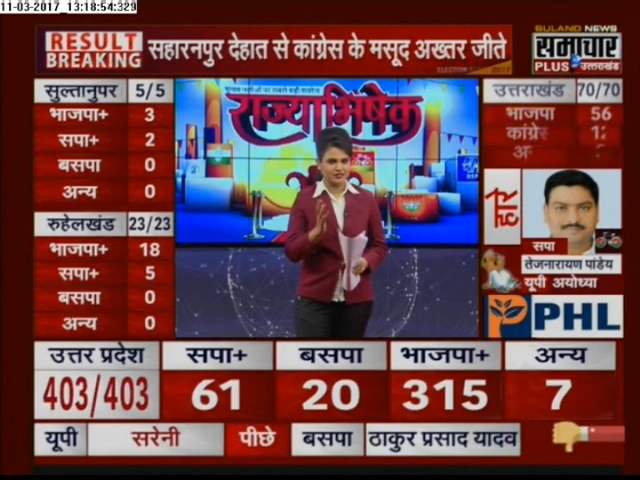 11-03-2017_13:18:54:329
RESULT BREAKING
सहारनपुर देहात से कांग्रेस के मसूद अख्तर जीते
BULAND NEWS
समाचार
PLUS उत्तराखंड
सुल्तानपुर 5/5
भाजपा+ 3
सपा+ 2
बसपा 0
अन्य 0
रुहेलखंड 23/23
भाजपा+ 18
सपा+ 5
बसपा 0
अन्य 0
राज्याभिषेक
उत्तराखंड 70/70
भाजपा 56
कांग्रेस
हारे
सपा
तेजनारायण पांडेय
यूपी अयोध्या
PHL
उत्तर प्रदेश सपा+ बसपा भाजपा+ अन्य
403/403 61 20 315 7
यूपी सरेनी पीछे बसपा ठाकुर प्रसाद यादव